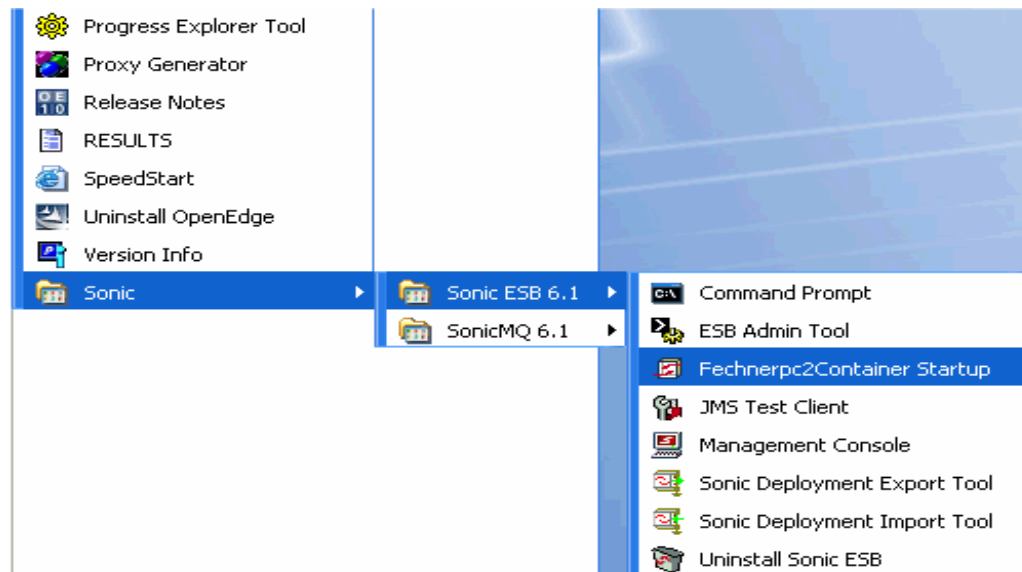 Progress Explorer Tool
Proxy Generator
Release Notes
RESULTS
SpeedStart
Uninstall OpenEdge
Version Info
Sonic
Sonic ESB 6.1
SonicMQ 6.1
Command Prompt
ESB Admin Tool
Fechnerpc2Container Startup
JMS Test Client
Management Console
Sonic Deployment Export Tool
Sonic Deployment Import Tool
Uninstall Sonic ESB